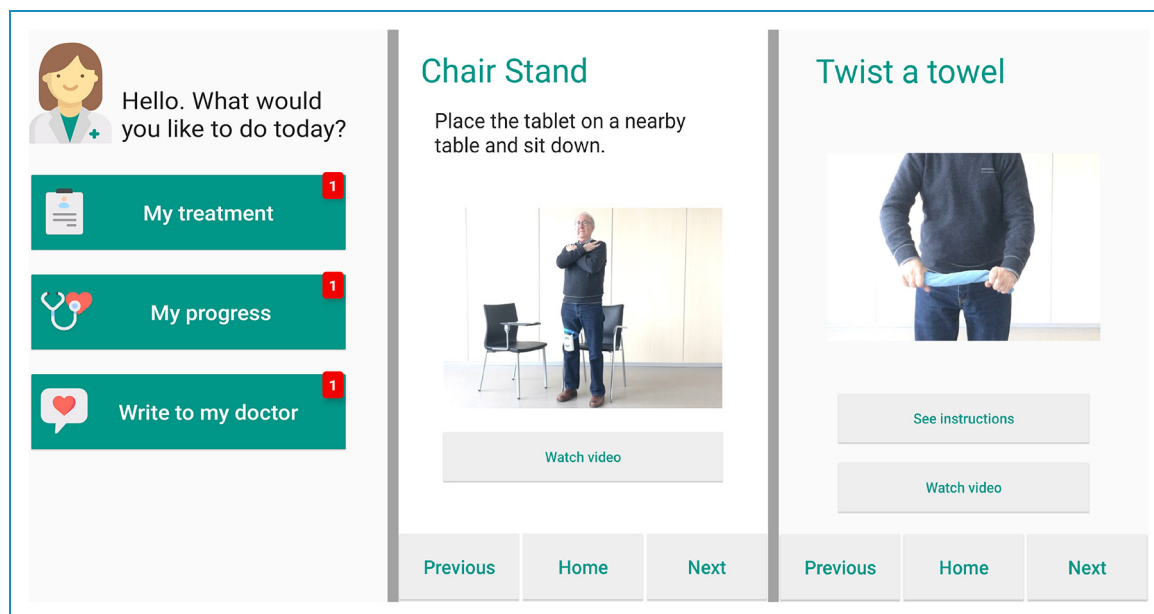 Hello. What would
you like to do today?
1
My treatment
1
My progress
1
Write to my doctor
Chair Stand
Place the tablet on a nearby
table and sit down.
Watch video
Previous
Home
Next
Twist a towel
See instructions
Watch video
Previous
Home
Next